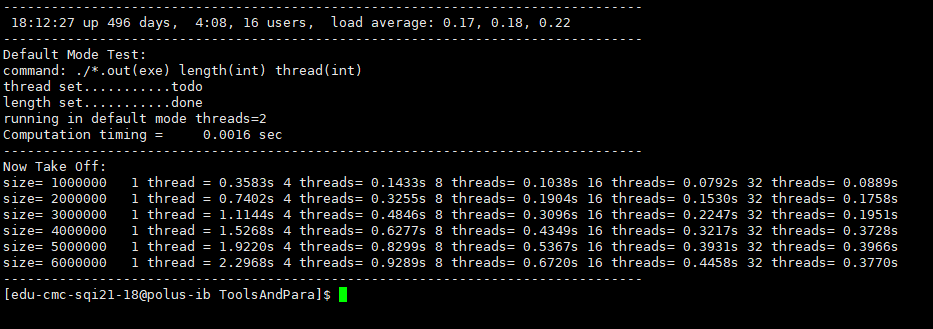 --------------------------------------------------------------------------------
 18:12:27 up 496 days,  4:08, 16 users,  load average: 0.17, 0.18, 0.22
--------------------------------------------------------------------------------
Default Mode Test:
command: ./*.out(exe) length(int) thread(int)
thread set...........todo
length set...........done
running in default mode threads=2
Computation timing =     0.0016 sec
--------------------------------------------------------------------------------
Now Take Off:
size= 1000000   1 thread = 0.3583s 4 threads= 0.1433s 8 threads= 0.1038s 16 threads= 0.0792s 32 threads= 0.0889s
size= 2000000   1 thread = 0.7402s 4 threads= 0.3255s 8 threads= 0.1904s 16 threads= 0.1530s 32 threads= 0.1758s
size= 3000000   1 thread = 1.1144s 4 threads= 0.4846s 8 threads= 0.3096s 16 threads= 0.2247s 32 threads= 0.1951s
size= 4000000   1 thread = 1.5268s 4 threads= 0.6277s 8 threads= 0.4349s 16 threads= 0.3217s 32 threads= 0.3728s
size= 5000000   1 thread = 1.9220s 4 threads= 0.8299s 8 threads= 0.5367s 16 threads= 0.3931s 32 threads= 0.3966s
size= 6000000   1 thread = 2.2968s 4 threads= 0.9289s 8 threads= 0.6720s 16 threads= 0.4458s 32 threads= 0.3770s
--------------------------------------------------------------------------------
[edu-cmc-sqi21-18@polus-ib ToolsAndPara]$